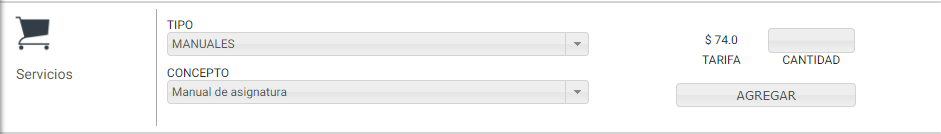 Servicios
TIPO
MANUALES
CONCEPTO
Manual de asignatura
$ 74.0
TARIFA
CANTIDAD
AGREGAR